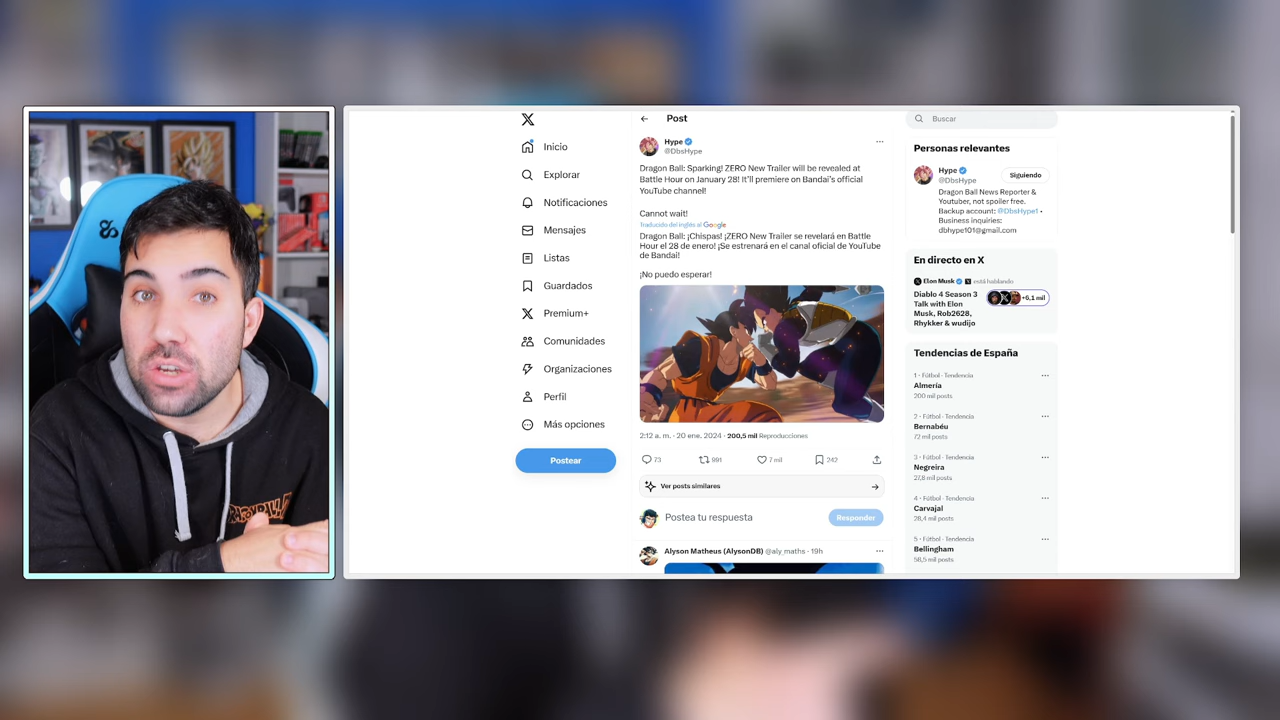 Inicio
Explorar
Notificaciones
Mensajes
Listas
Guardados
Premium+
Comunidades
Organizaciones
Perfil
Más opciones
Postear
Post
Hype
@DbsHype
Dragon Ball: Sparking! ZERO New Trailer will be revealed at
Battle Hour on January 28! It'll premiere on Bandai's official
YouTube channel!
Cannot wait!
Traducido del inglés al Google
Dragon Ball: ¡Chispas! ¡ZERO New Trailer se revelará en Battle
Hour el 28 de enero! ¡Se estrenará en el canal oficial de YouTube
de Bandai!
¡No puedo esperar!
2:12 a. m. · 20 ene. 2024 · 200,5 mil Reproducciones
73
991
7 mil
242
Ver posts similares
Postea tu respuesta
Responder
Alyson Matheus (AlysonDB) @aly_maths · 19h
Buscar
Personas relevantes
Hype
@DbsHype
Siguiendo
Dragon Ball News Reporter &
Youtuber, not spoiler free.
Backup account: @DbHype1 •
Business inquiries:
dbhype101@gmail.com
En directo en X
Elon Musk está hablando
Diablo 4 Season 3
Talk with Elon
Musk, Rob2628,
Rhykker & wudijo
+6,1 mil
Tendencias de España
1 · Fútbol · Tendencia
Almería
200 mil posts
2 · Fútbol · Tendencia
Bernabéu
72 mil posts
3 · Fútbol · Tendencia
Negreira
27,8 mil posts
4 · Fútbol · Tendencia
Carvajal
28,4 mil posts
5 · Fútbol · Tendencia
Bellingham
58,5 mil posts
DRAGON BALL Z